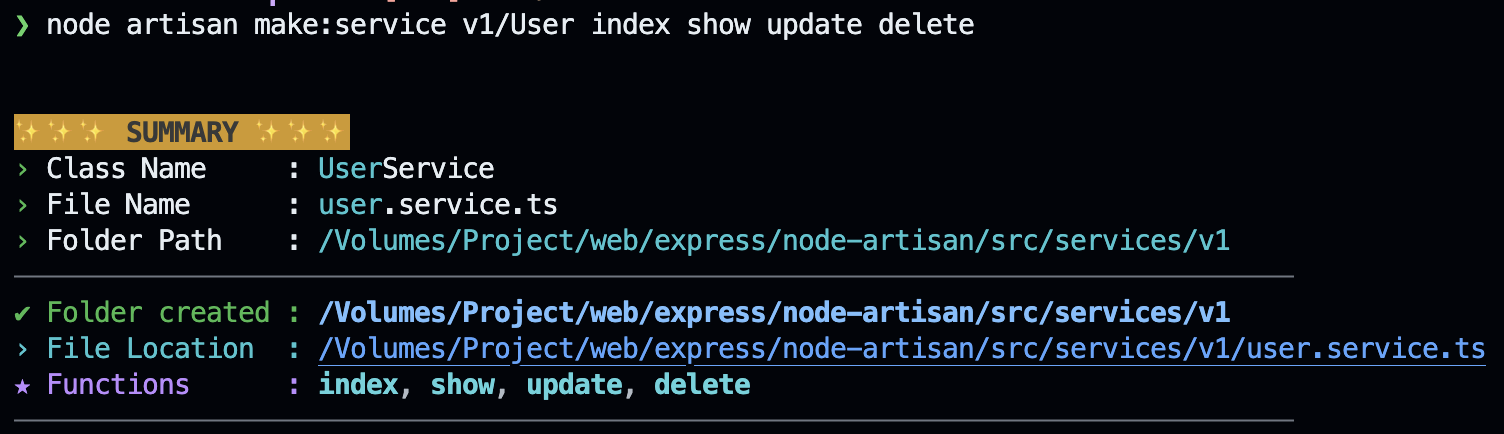 ❯ node artisan make:service v1/User index show update delete
✨✨✨ SUMMARY ✨✨✨
› Class Name : UserService
› File Name : user.service.ts
› Folder Path : /Volumes/Project/web/express/node-artisan/src/services/v1
✔ Folder created : /Volumes/Project/web/express/node-artisan/src/services/v1
› File Location : /Volumes/Project/web/express/node-artisan/src/services/v1/user.service.ts
★ Functions : index, show, update, delete